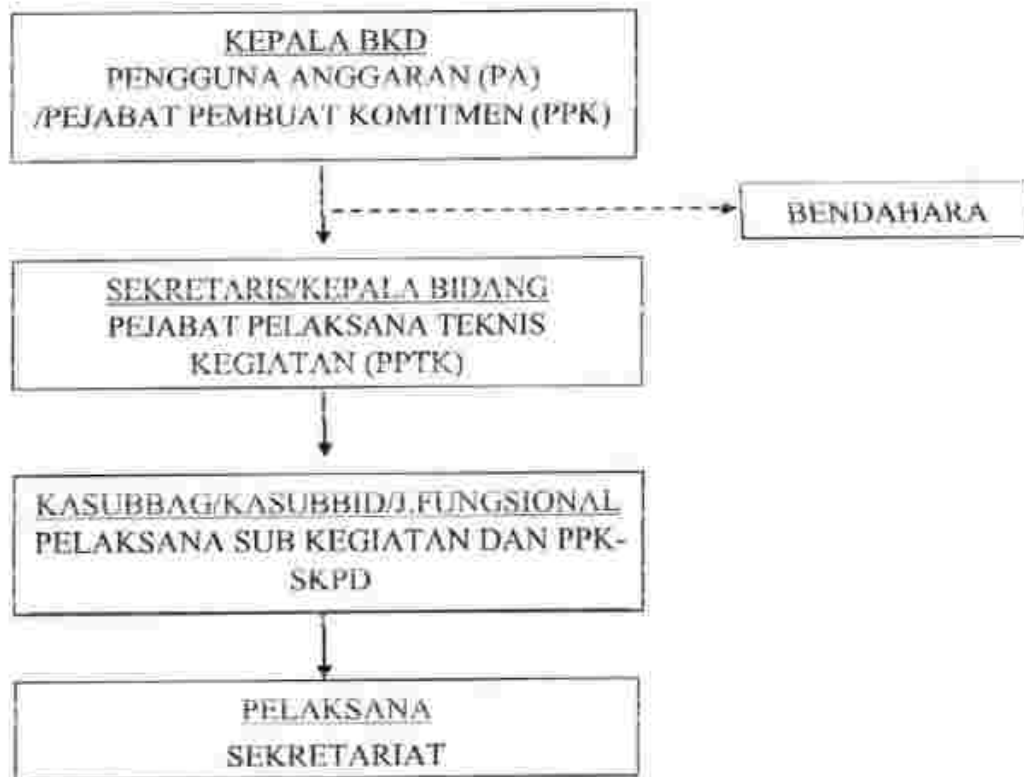 KEPALA BKD
PENGGUNA ANGGARAN (PA)
/PEJABAT PEMBUAT KOMITMEN (PPK)
BENDAHARA
SEKRETARIS/KEPALA BIDANG
PEJABAT PELAKSANA TEKNIS
KEGIATAN (PPTK)
KASUBBAG/KASUBBID/J.FUNGSIONAL
PELAKSANA SUB KEGIATAN DAN PPK-
SKPD
PELAKSANA
SEKRETARIAT